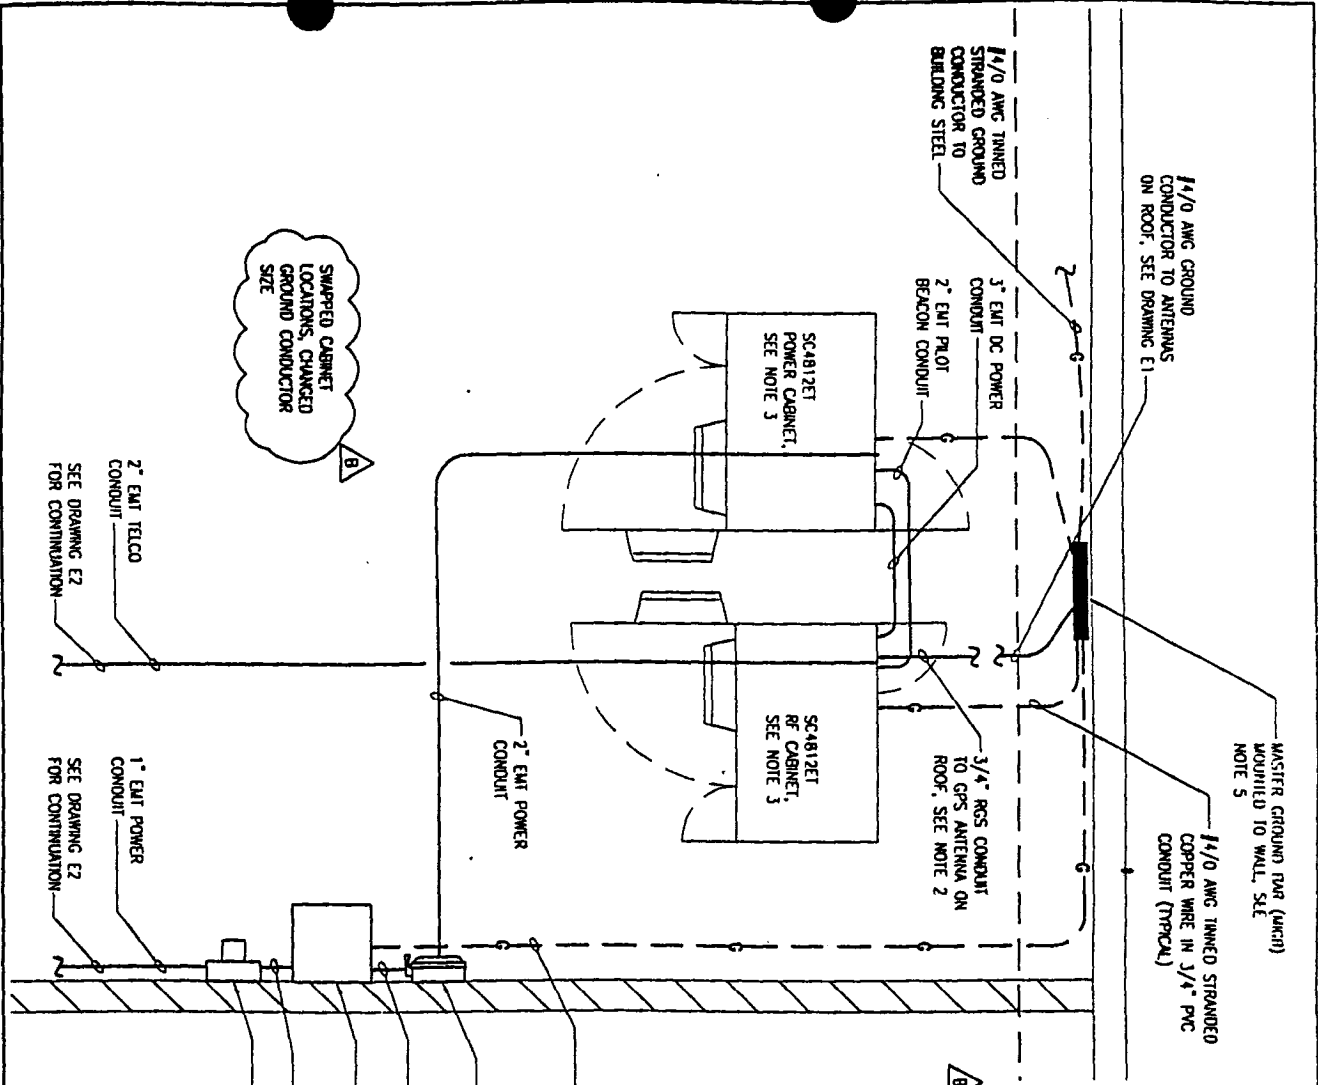 #4/0 AWG GROUND
CONDUCTOR TO ANTENNAS
ON ROOF, SEE DRAWING E1
MASTER GROUND BAR (MIGB)
MOUNTED TO WALL, SEE
NOTE 5
#4/0 AWG TINNED STRANDED
COPPER WIRE IN 3/4" PVC
CONDUIT (TYPICAL)
#4/0 AWG TINNED
STRANDED GROUND
CONDUCTOR TO
BUILDING STEEL
3" EMT DC POWER
CONDUIT
2" EMT PILOT
BEACON CONDUIT
3/4" RGS CONDUIT
TO GPS ANTENNA ON
ROOF, SEE NOTE 2
SC4812ET
POWER CABINET,
SEE NOTE 3
SC4812ET
RF CABINET,
SEE NOTE 3
2" EMT POWER
CONDUIT
SWAPPED CABINET
LOCATIONS, CHANGED
GROUND CONDUCTOR
SIZE
B
2" EMT TELCO
CONDUIT
SEE DRAWING E2
FOR CONTINUATION
1" EMT POWER
CONDUIT
SEE DRAWING E2
FOR CONTINUATION
G
G
G
G
G
G
G
B